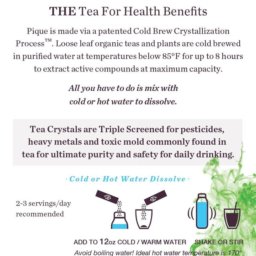 THE Tea For Health Benefits
Pique is made via a patented Cold Brew Crystallization
Process™. Loose leaf organic teas and plants are cold brewed
in purified water at temperatures below 85°F for up to 8 hours
to extract active compounds at maximum capacity.
All you have to do is mix with
cold or hot water to dissolve.
Tea Crystals are Triple Screened for pesticides,
heavy metals and toxic mold commonly found in
tea for ultimate purity and safety for daily drinking.
Cold or Hot Water Dissolve
2-3 servings/day
recommended
ADD TO 12oz COLD / WARM WATER SHAKE OR STIR
Avoid boiling water! Ideal hot water temperature is 170°